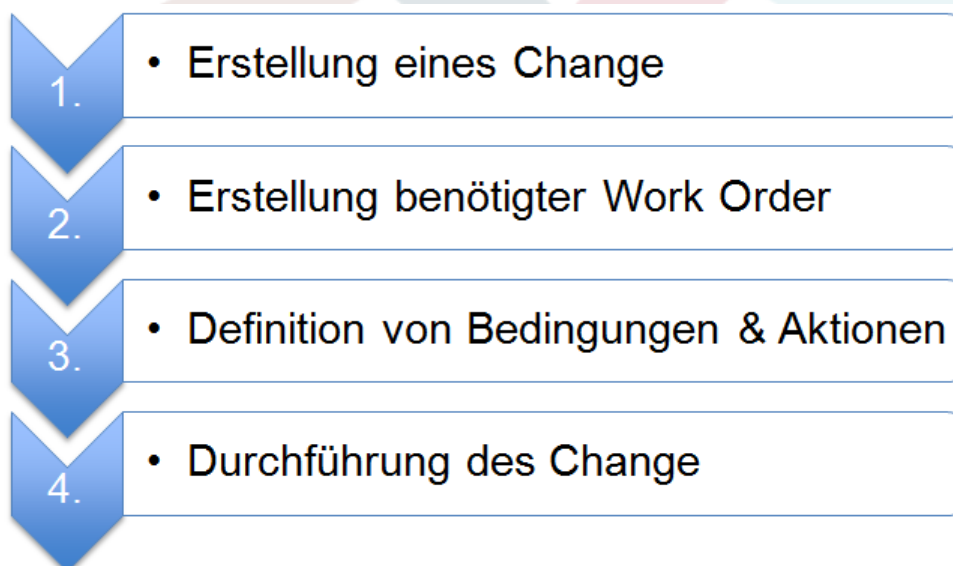 1. • Erstellung eines Change
2. • Erstellung benötigter Work Order
3. • Definition von Bedingungen & Aktionen
4. • Durchführung des Change